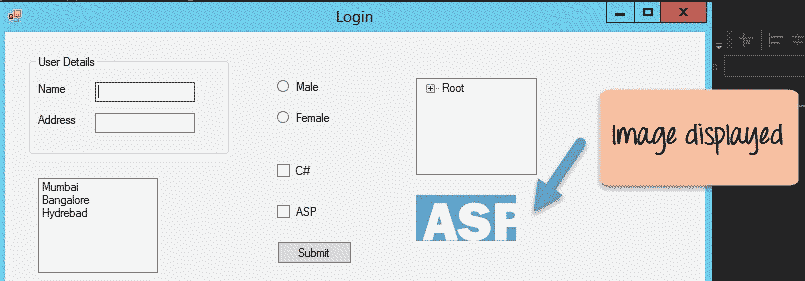 Login
User Details
Name
Address
Male
Female
C#
ASP
Submit
Mumbai
Bangalore
Hydrebad
Root
ASP
Image displayed